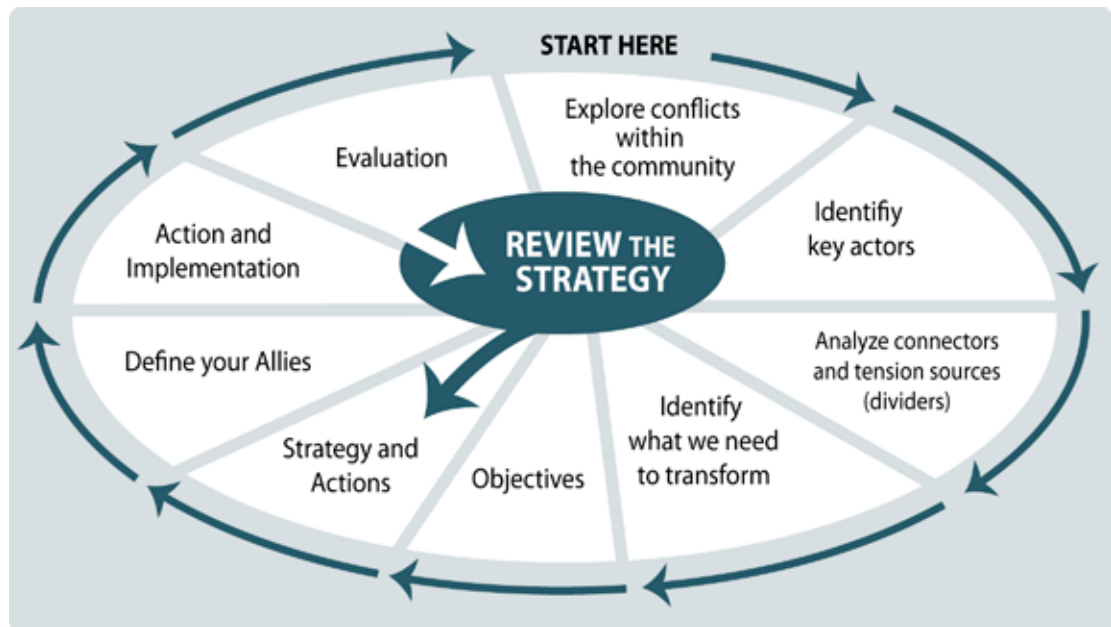 START HERE
Explore conflicts
within
the community
Identifiy
key actors
Analyze connectors
and tension sources
(dividers)
Identify
what we need
to transform
Objectives
Strategy and
Actions
Define your Allies
Action and
Implementation
Evaluation
REVIEW THE
STRATEGY